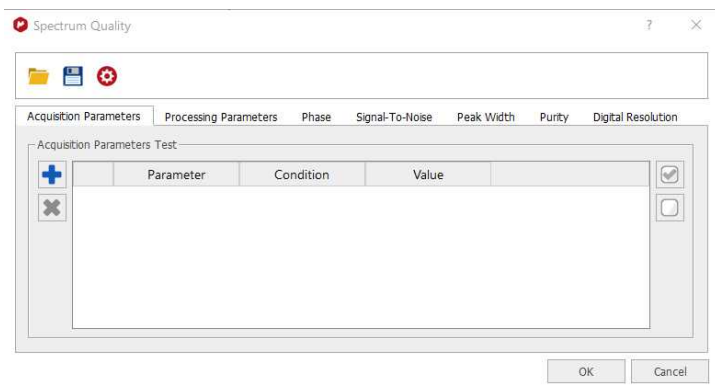 Spectrum Quality ?
Acquisition Parameters Processing Parameters Phase Signal-To-Noise Peak Width Purity Digital Resolution
Acquisition Parameters Test
Parameter Condition Value
OK Cancel